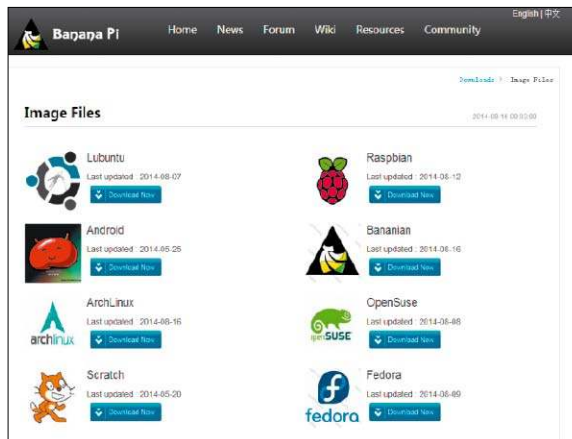 English | 中文
Banana Pi
Home News Forum Wiki Resources Community
Downloads > Image Files
Image Files
Lubuntu
Last updated : 2014-08-07
Download Now
Raspbian
Last updated : 2014-08-12
Download Now
Android
Last updated : 2014-05-25
Download Now
Bananian
Last updated : 2014-08-16
Download Now
ArchLinux
Last updated : 2014-08-16
Download Now
archlinux
OpenSuse
Last updated : 2014-08-08
Download Now
openSUSE
Scratch
Last updated : 2014-05-20
Download Now
Fedora
Last updated : 2014-08-09
Download Now
fedora